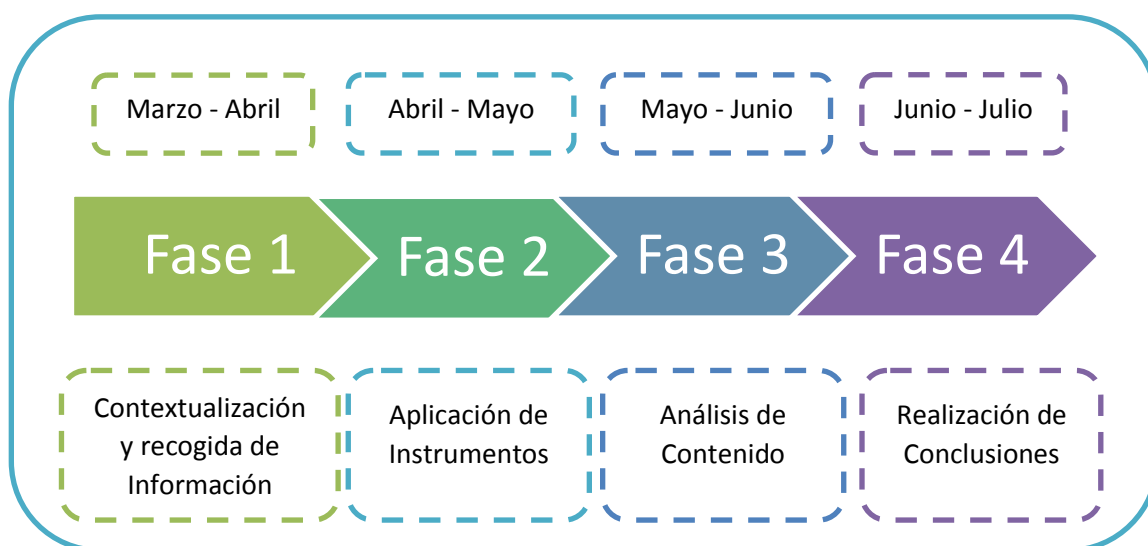 Marzo - Abril
Abril - Mayo
Mayo - Junio
Junio - Julio
Fase 1
Fase 2
Fase 3
Fase 4
Contextualización
y recogida de
Información
Aplicación de
Instrumentos
Análisis de
Contenido
Realización de
Conclusiones